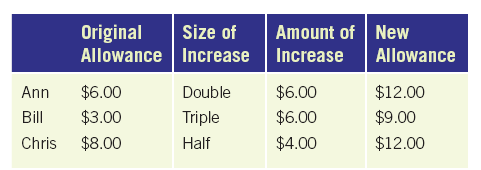 Original Size of Amount of New
Allowance Increase Increase Allowance
Ann $6.00 Double $6.00 $12.00
Bill $3.00 Triple $6.00 $9.00
Chris $8.00 Half $4.00 $12.00